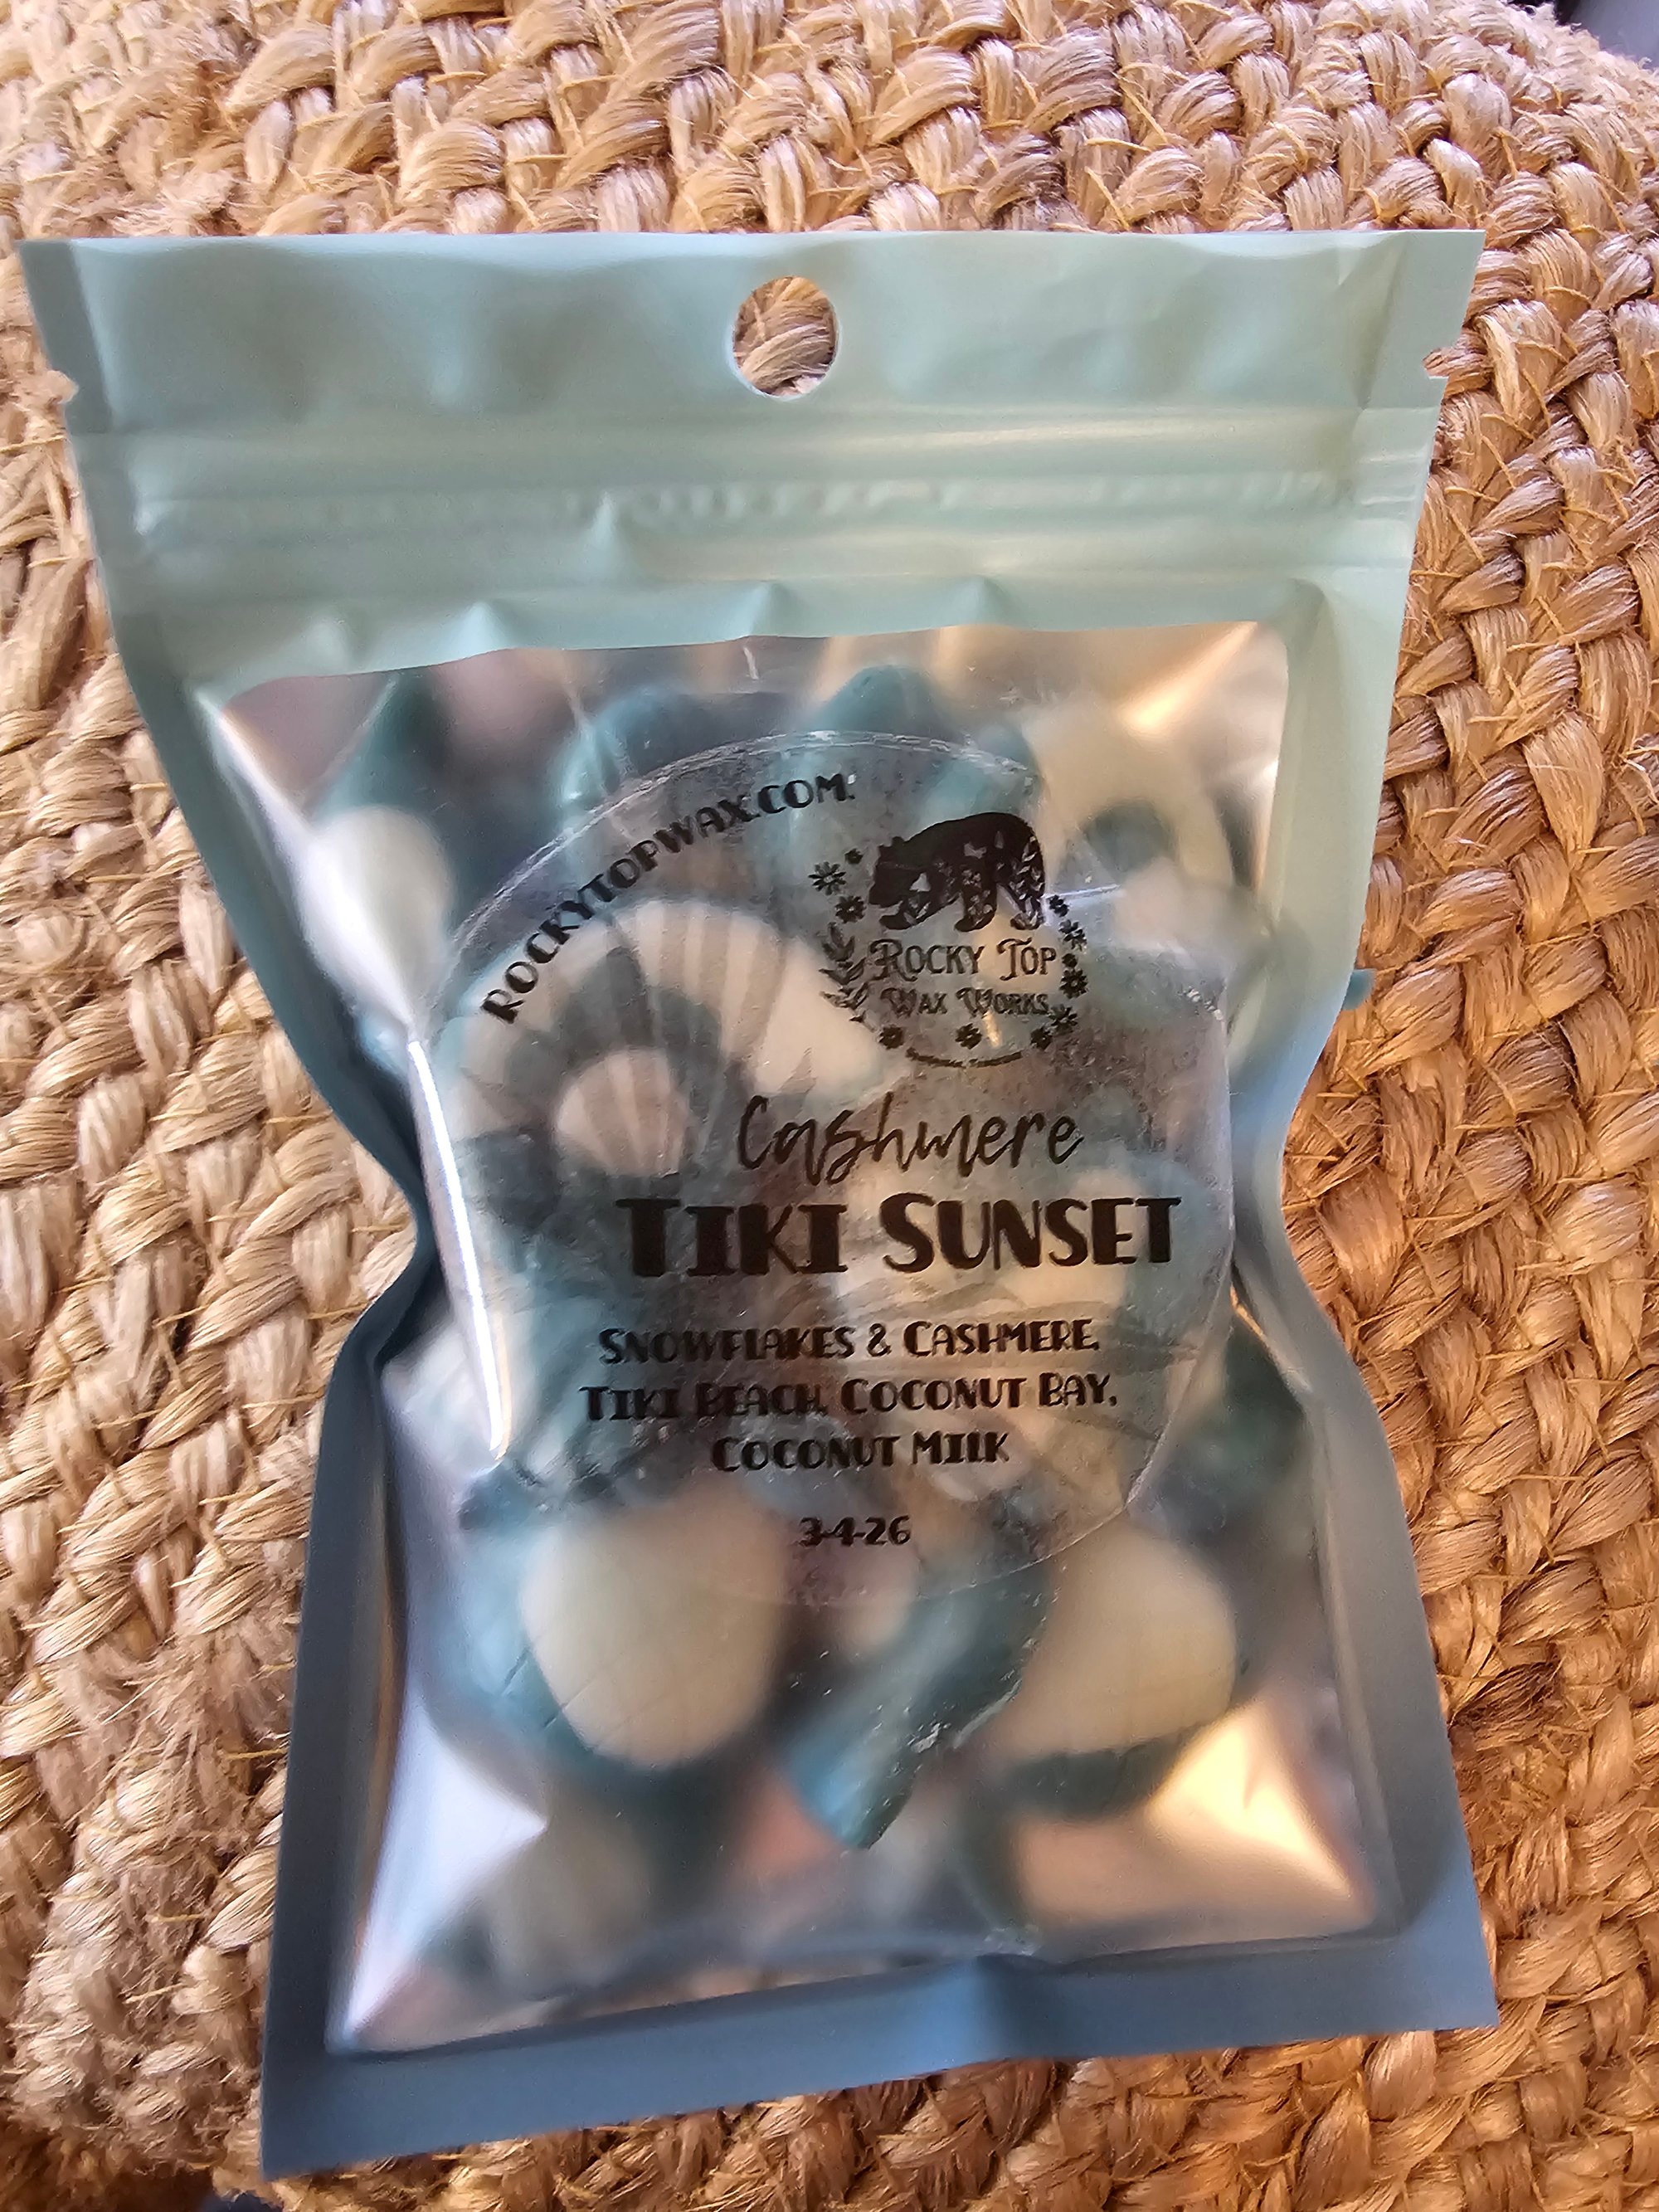 ROCKYTOPWAX.COM
ROCKY TOP
WAX WORKS
Cashmere
TIKI SUNSET
SNOWFLAKES & CASHMERE,
TIKI BEACH, COCONUT BAY,
COCONUT MILK
3-4-26